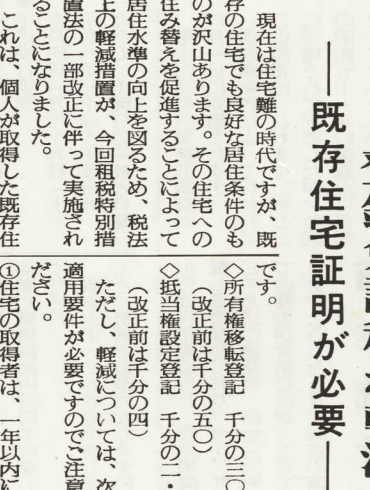 ―既存住宅証明が必要―
現在は住宅難の時代ですが、既
存の住宅でも良好な居住条件のも
のが沢山あります。その住宅への
住み替えを促進することによって
居住水準の向上を図るため、税法
上の軽減措置が、今回租税特別措
置法の一部改正に伴って実施され
ることになりました。
これは、個人が取得した既存住
です。
◇所有権移転登記 千分の三〇
（改正前は千分の五〇）
◇抵当権設定登記 千分の二・
（改正前は千分の四）
ただし、軽減については、次
適用要件が必要ですのでご注意
ださい。
①住宅の取得者は、一年以内に